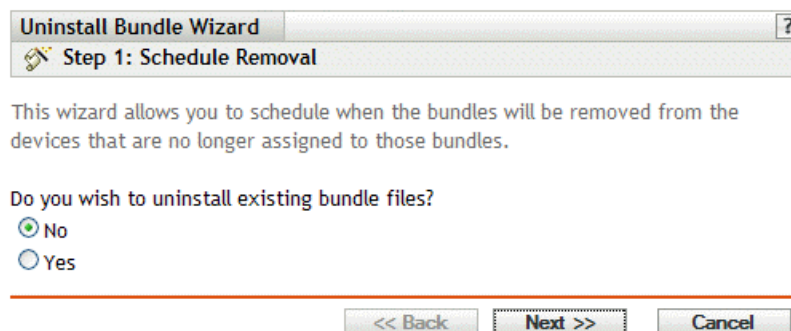 Uninstall Bundle Wizard
?
Step 1: Schedule Removal
This wizard allows you to schedule when the bundles will be removed from the
devices that are no longer assigned to those bundles.
Do you wish to uninstall existing bundle files?
No
Yes
<< Back Next >> Cancel